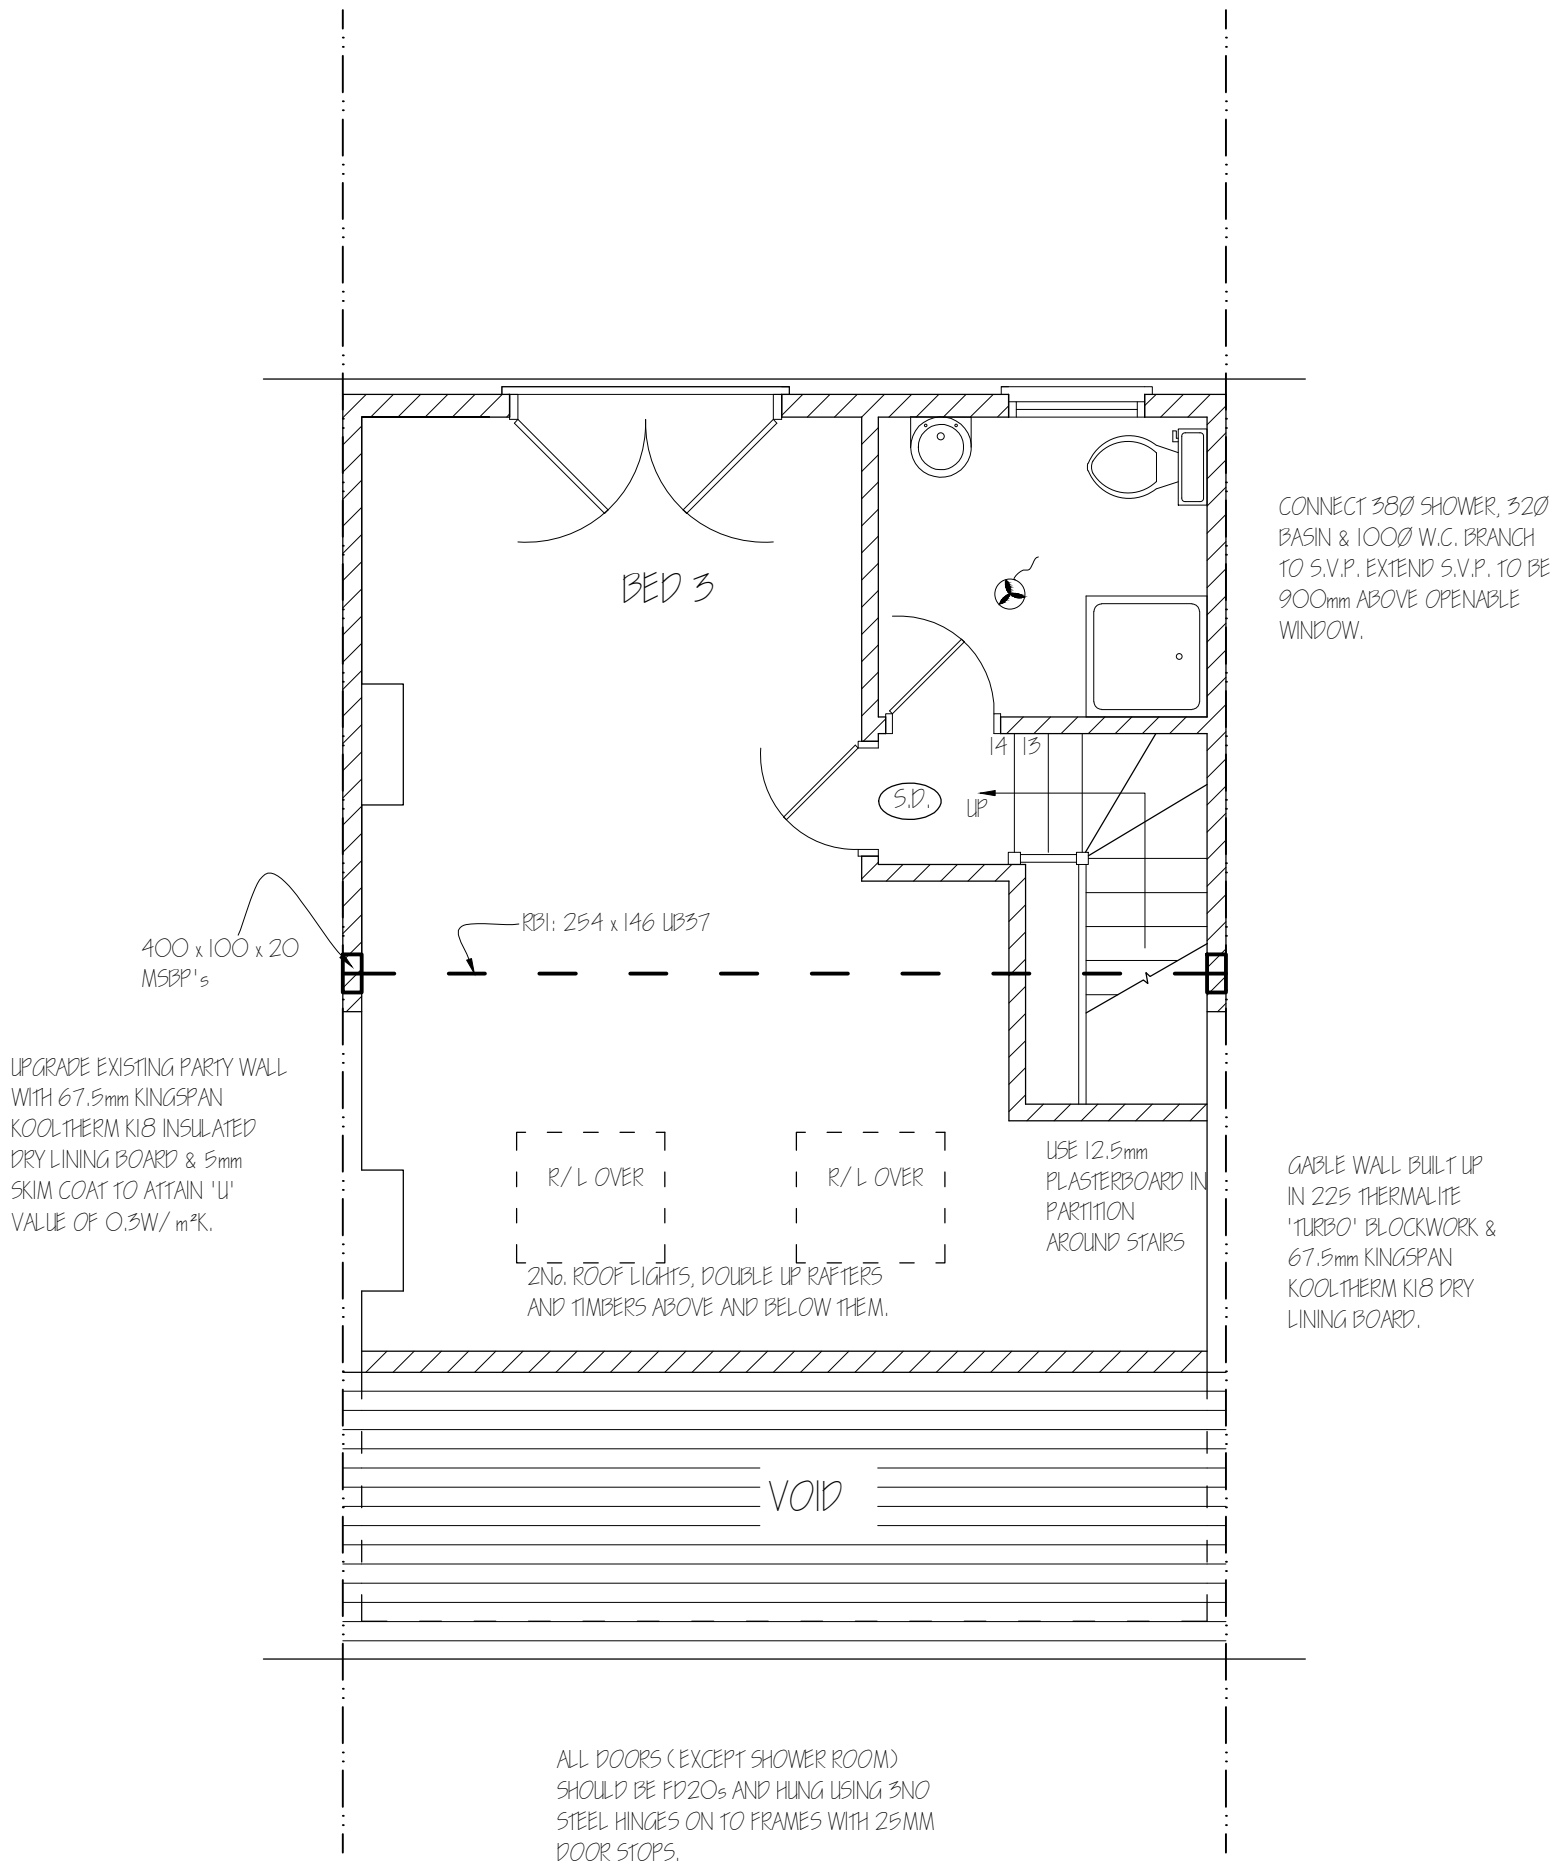 CONNECT 38Ø SHOWER, 32Ø
BASIN & 100Ø W.C. BRANCH
TO S.V.P. EXTEND S.V.P. TO BE
900mm ABOVE OPENABLE
WINDOW.
BED 3
14 13
S.D.
UP
RB1: 254 x 146 UB37
400 x 100 x 20
MSBP's
UPGRADE EXISTING PARTY WALL
WITH 67.5mm KINGSPAN
KOOLTHERM K18 INSULATED
DRY LINING BOARD & 5mm
SKIM COAT TO ATTAIN 'U'
VALUE OF 0.3W/ m²K.
R/ L OVER
R/ L OVER
2No. ROOF LIGHTS, DOUBLE UP RAFTERS
AND TIMBERS ABOVE AND BELOW THEM.
USE 12.5mm
PLASTERBOARD IN
PARTITION
AROUND STAIRS
GABLE WALL BUILT UP
IN 225 THERMALITE
'TURBO' BLOCKWORK &
67.5mm KINGSPAN
KOOLTHERM K18 DRY
LINING BOARD.
VOID
ALL DOORS (EXCEPT SHOWER ROOM)
SHOULD BE FD20s AND HUNG USING 3NO
STEEL HINGES ON TO FRAMES WITH 25MM
DOOR STOPS.